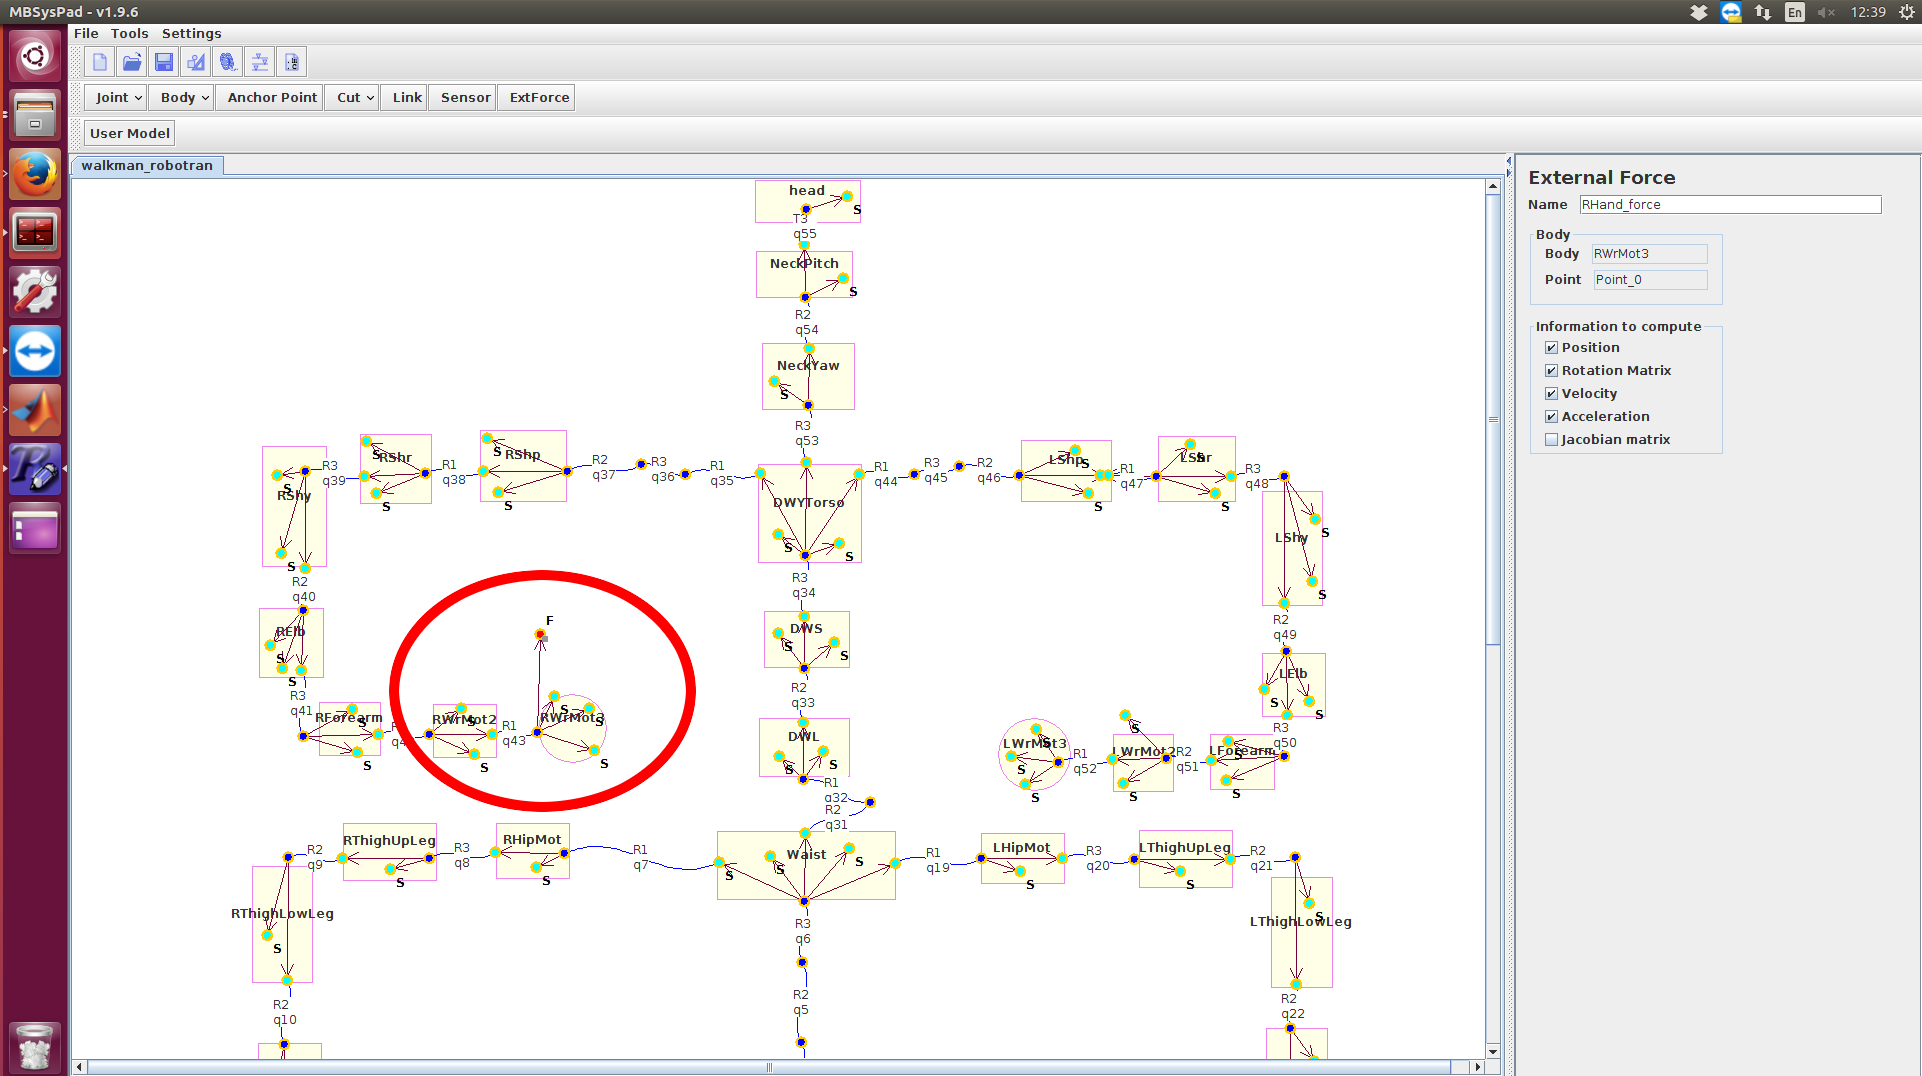 MBSysPad - v1.9.6
En
12:39
File Tools Settings
Joint Body Anchor Point Cut Link Sensor ExtForce
User Model
walkman_robotran
External Force
Name RHand_force
Body
Body RWrMot3
Point Point_0
Information to compute
Position
Rotation Matrix
Velocity
Acceleration
Jacobian matrix
head
S
T3
q55
NeckPitch
S
R2
q54
NeckYaw
S
R3
q53
RShy
S
S
R3
q39
RShr
S
S
R1
q38
RShp
S
S
R2
q37
R3
q36
R1
q35
DWYTorso
S
S
R1
q44
R3
q45
R2
q46
LShp
S
S
R1
q47
LShr
S
S
R3
q48
LShy
S
S
R2
q40
R3
q34
R2
q49
RElb
S
S
F
DWS
S
S
LElb
S
S
R3
q41
R2
q33
R3
q50
RForearm
S
S
RWrMot2
S
S
R1
q43
RWrMot3
S
S
S
DWL
S
S
LWrMot3
S
S
S
R1
q52
LWrMot2
S
S
R2
q51
LForearm
S
S
R1
q32
R2
q31
R2
q9
RThighUpLeg
S
R3
q8
RHipMot
S
R1
q7
Waist
S
S
S
R1
q19
LHipMot
S
R3
q20
LThighUpLeg
S
R2
q21
RThighLowLeg
S
LThighLowLeg
S
R3
q6
R2
q10
R2
q5
R2
q22